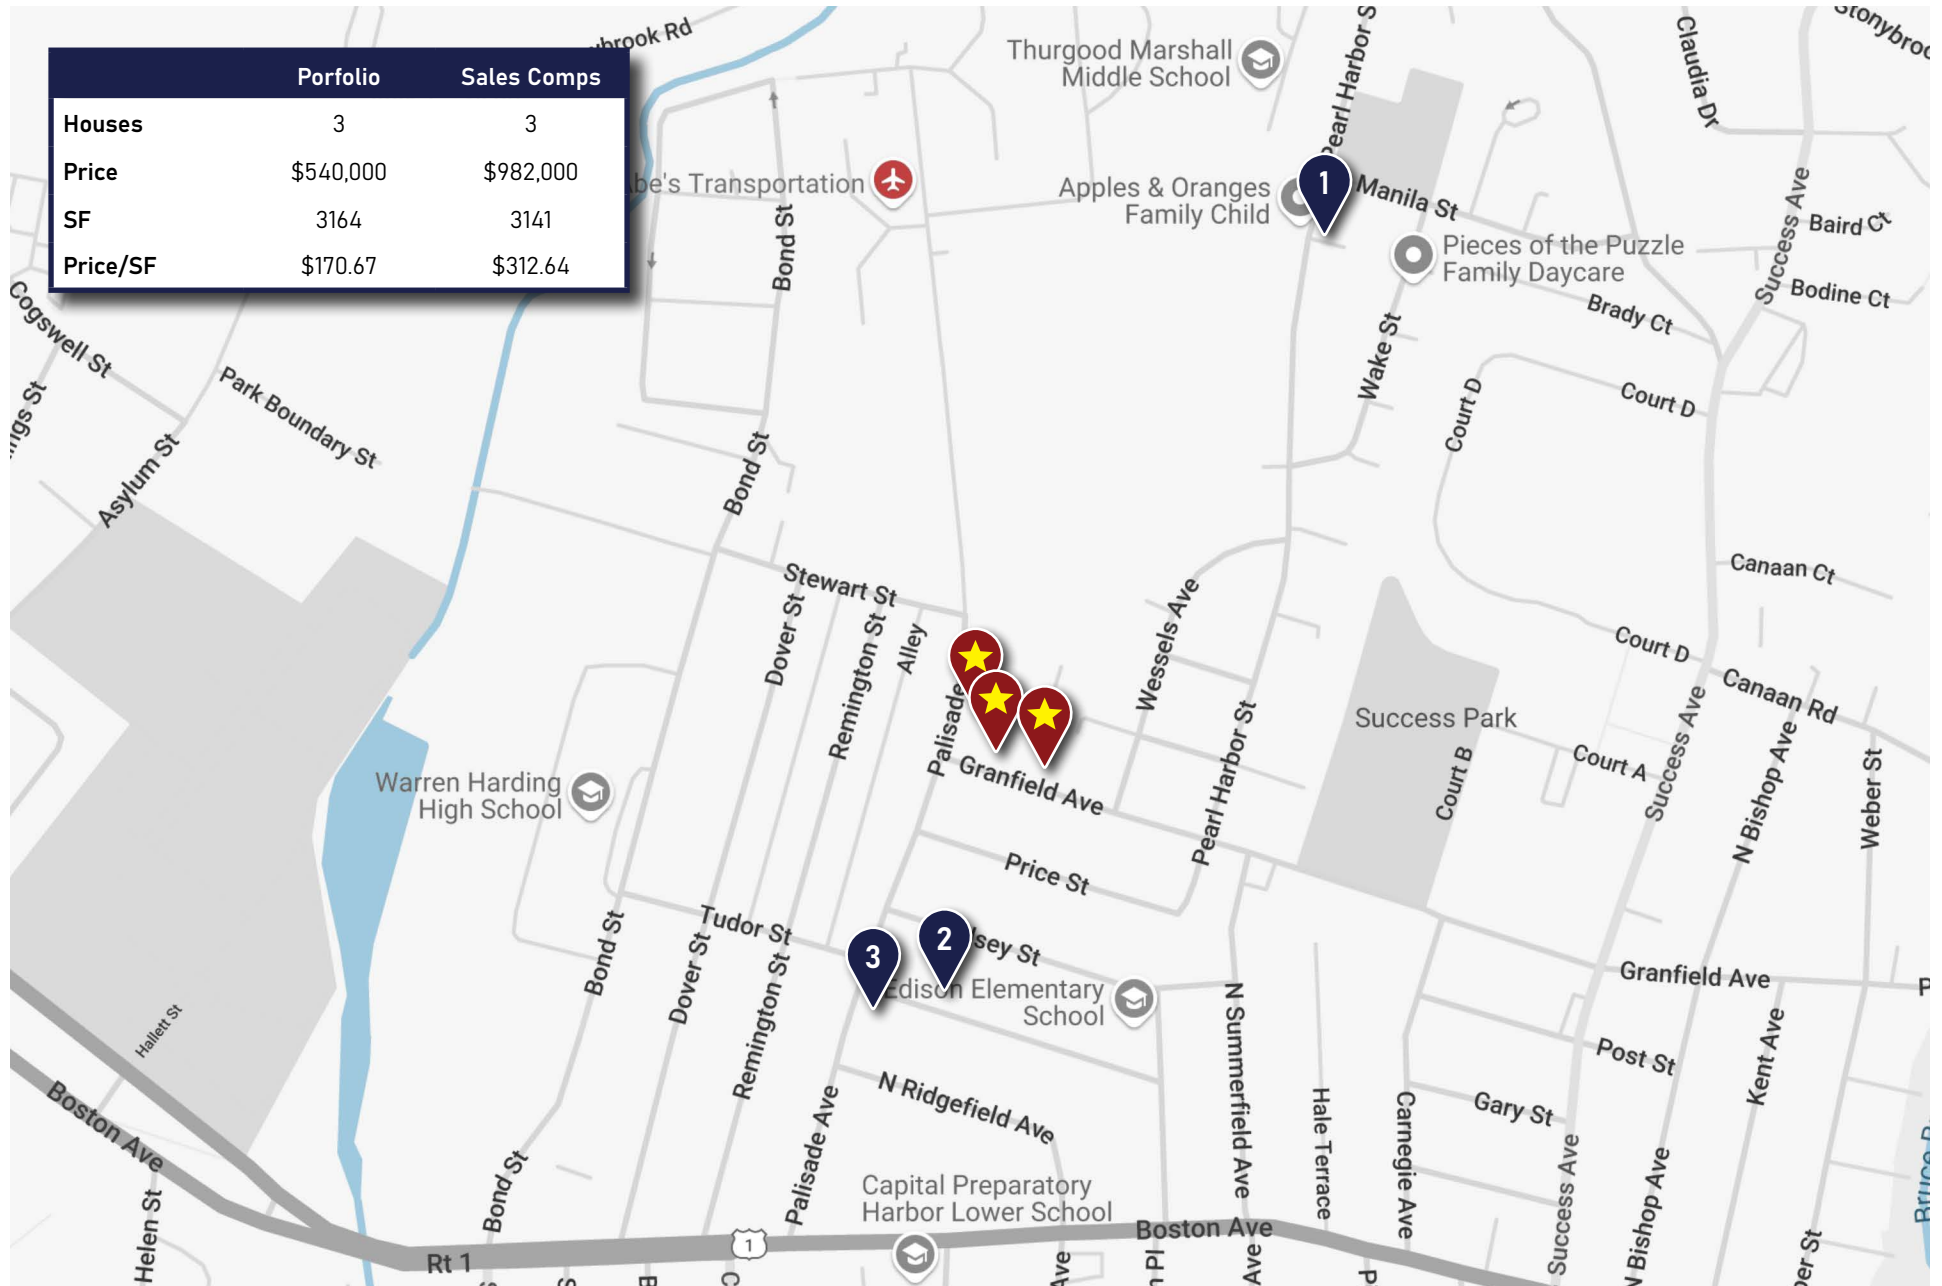 Porfolio Sales Comps
Houses 3 3
Price $540,000 $982,000
SF 3164 3141
Price/SF $170.67 $312.64
Thurgood Marshall
Middle School
Pearl Harbor S
Claudia Dr
Stonybroo
Abe's Transportation
Apples & Oranges
Family Child
1
Manila St
Pieces of the Puzzle
Family Daycare
Success Ave
Baird Ct
Bodine Ct
Brady Ct
Bond St
Cogswell St
Park Boundary St
Asylum St
Wake St
Court D
Court D
Bond St
Canaan Ct
Stewart St
Dover St
Remington St
Alley
Palisade
Wessels Ave
Court D
Canaan Rd
Success Park
Pearl Harbor St
Court B
Court A
Success Ave
N Bishop Ave
Weber St
Warren Harding
High School
Granfield Ave
Price St
Tudor St
2
3
lsey St
Edison Elementary
School
Bond St
Dover St
Remington St
N Summerfield Ave
Granfield Ave
Hallett St
Boston Ave
Palisade Ave
N Ridgefield Ave
Hale Terrace
Carnegie Ave
Gary St
Post St
Kent Ave
Helen St
Bond St
Capital Preparatory
Harbor Lower School
Boston Ave
Success Ave
N Bishop Ave
Rt 1
1
Ave
Ave